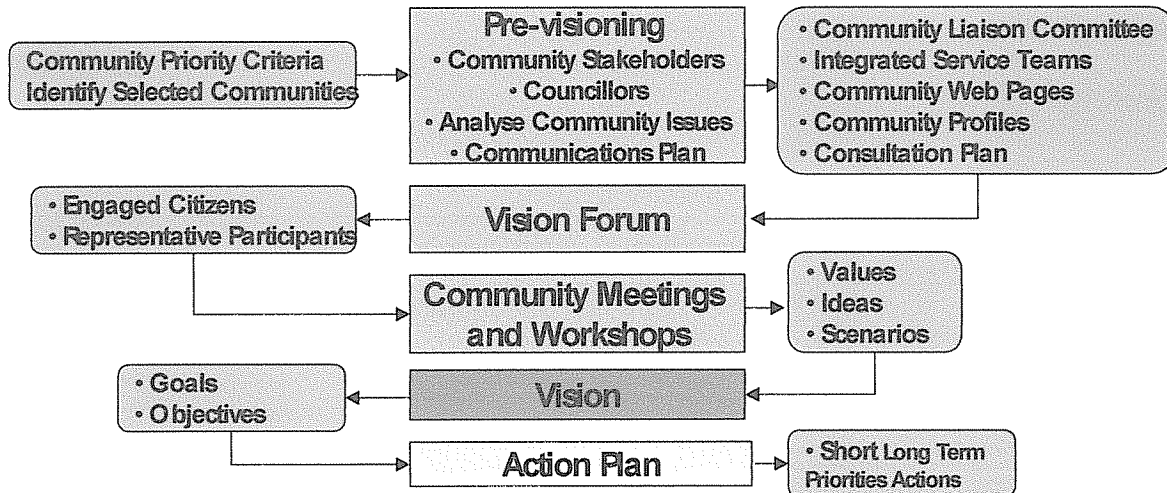 Community Priority Criteria
Identify Selected Communities
Pre-visioning
• Community Stakeholders
• Councillors
• Analyse Community Issues
• Communications Plan
• Community Liaison Committee
• Integrated Service Teams
• Community Web Pages
• Community Profiles
• Consultation Plan
Vision Forum
• Engaged Citizens
• Representative Participants
Community Meetings
and Workshops
• Values
• Ideas
• Scenarios
Vision
• Goals
• Objectives
Action Plan
• Short Long Term
Priorities Actions